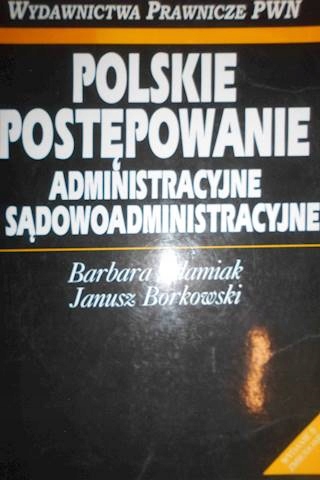 WYDAWNICTWA PRAWNICZE PWN
POLSKIE
POSTĘPOWANIE
ADMINISTRACYJNE
SĄDOWOADMINISTRACYJNE
Barbara Adamiak
Janusz Borkowski